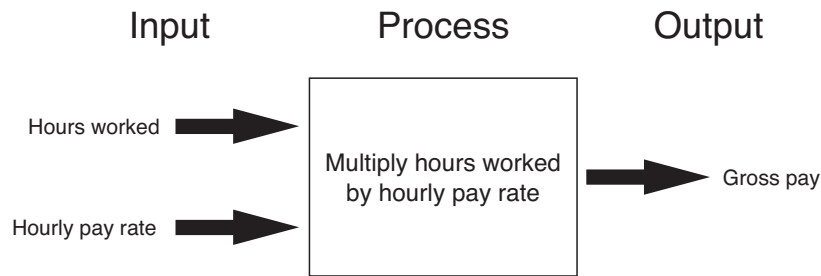 Input Process Output
Hours worked
Multiply hours worked
by hourly pay rate
Gross pay
Hourly pay rate